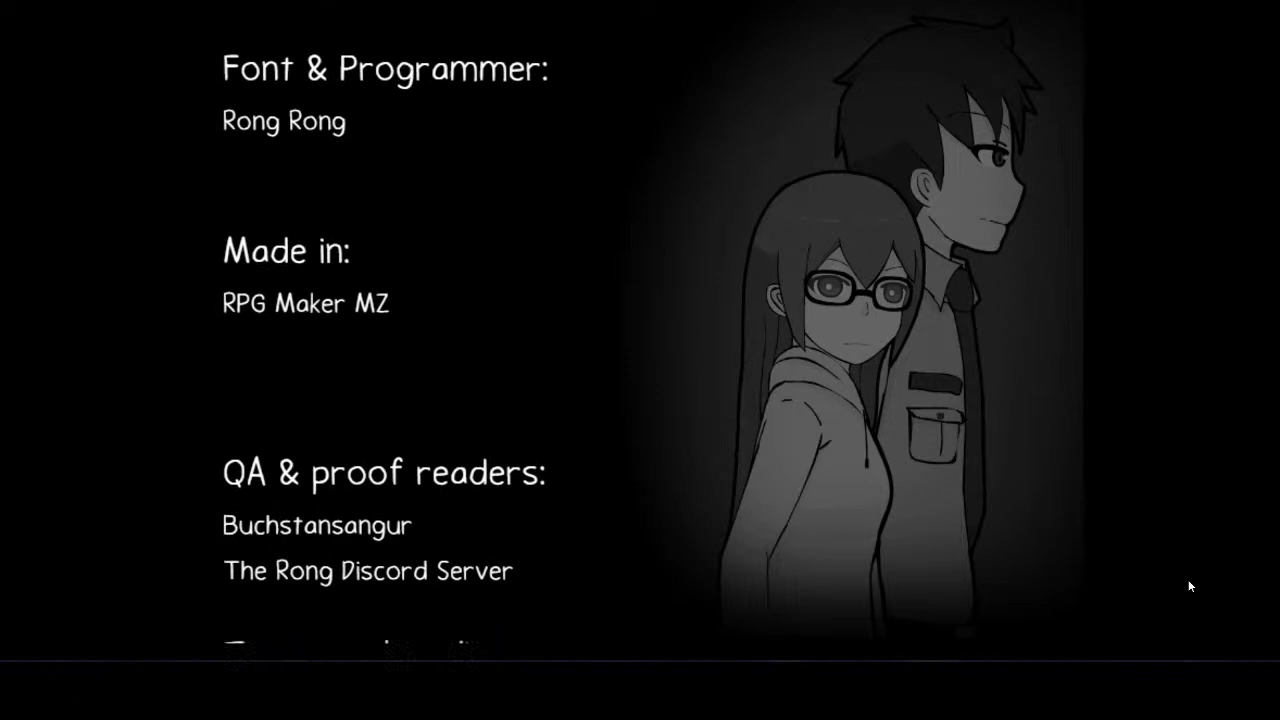 Font & Programmer:
Rong Rong
Made in:
RPG Maker MZ
QA & proof readers:
Buchstansangur
The Rong Discord Server